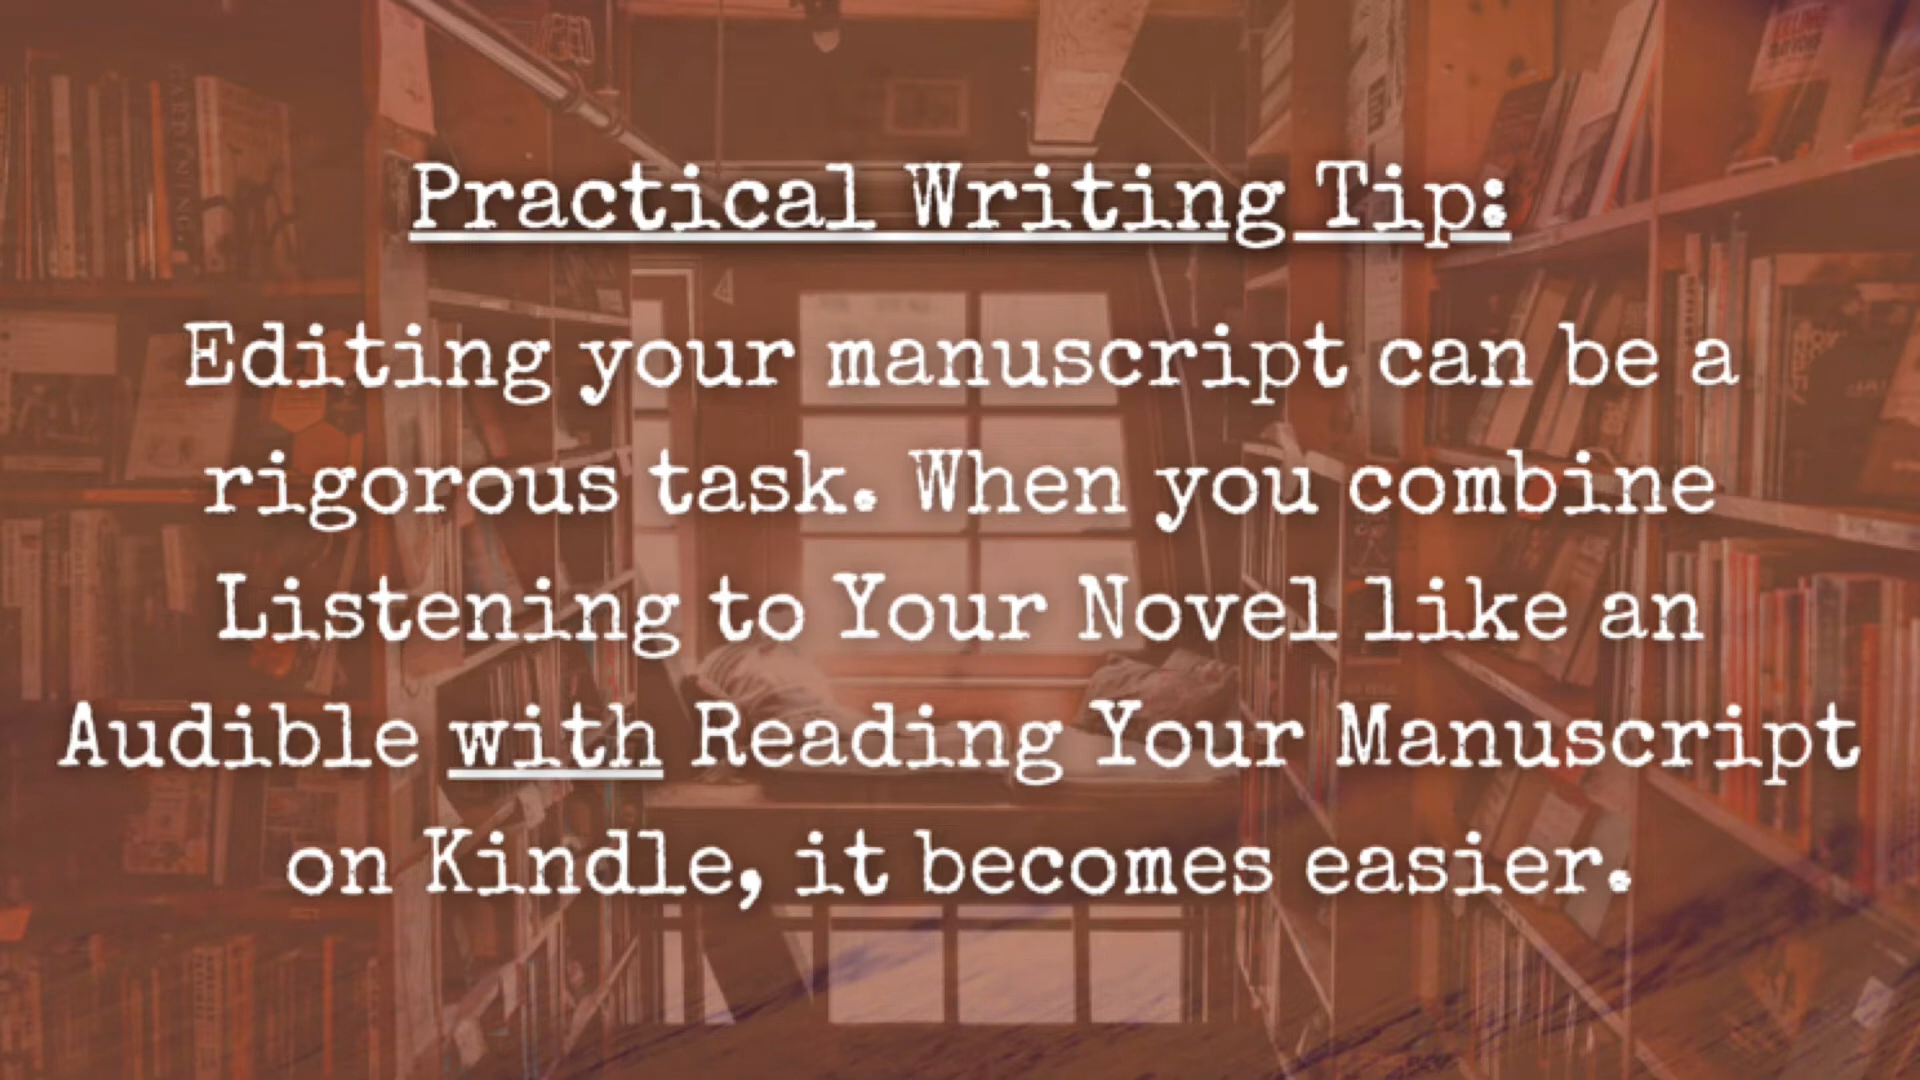 Practical Writing Tip:
Editing your manuscript can be a
rigorous task. When you combine
Listening to Your Novel like an
Audible with Reading Your Manuscript
on Kindle, it becomes easier.